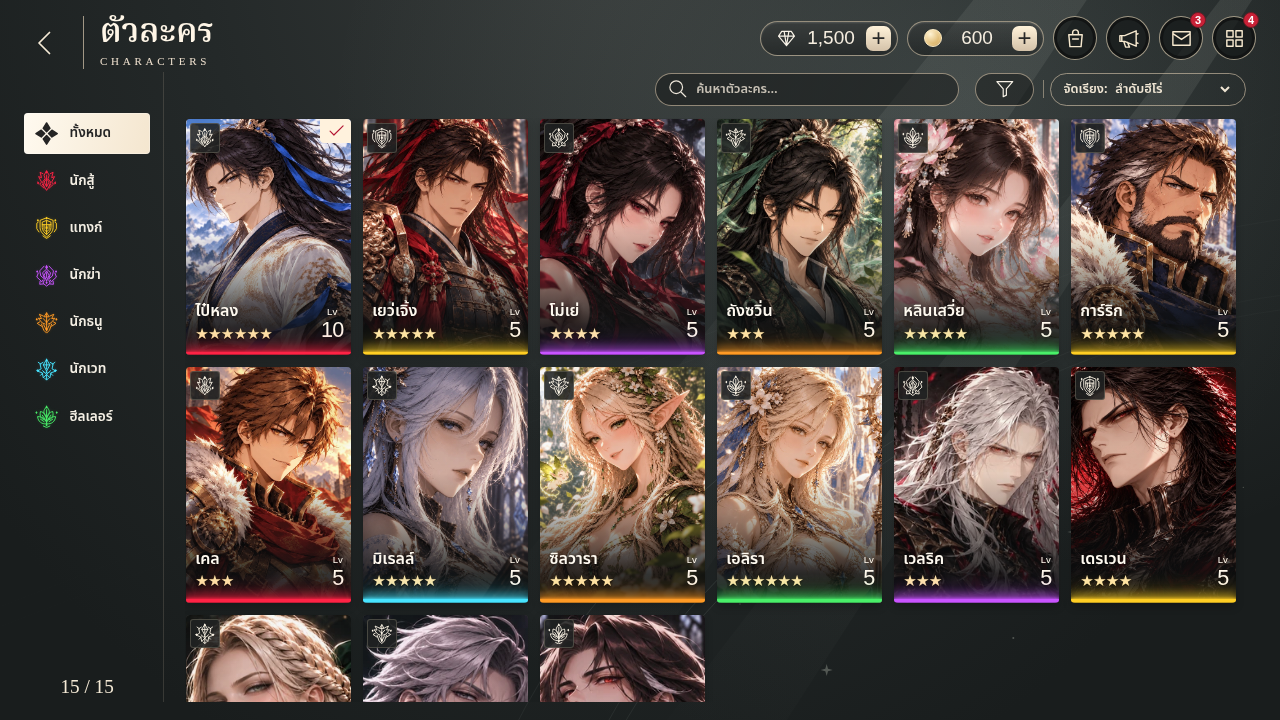 ตัวละคร
CHARACTERS
1,500
600
3
4
ค้นหาตัวละคร...
จัดเรียง: ลำดับฮีโร่
ทั้งหมด
นักสู้
แทงก์
นักฆ่า
นักธนู
นักเวท
ฮีลเลอร์
15 / 15
ไป๋หลง
Lv
10
เยว่เจิ้ง
Lv
5
โม่เย่
Lv
5
ถังซวิ่น
Lv
5
หลินเสวี่ย
Lv
5
การ์ริก
Lv
5
เคล
Lv
5
มิเรลล์
Lv
5
ซิลวารา
Lv
5
เอลิรา
Lv
5
เวลริค
Lv
5
เดรเวน
Lv
5